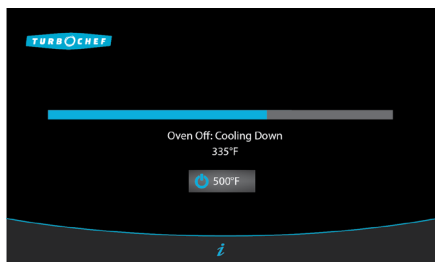 TURBOCHEF
Oven Off: Cooling Down
335°F
500°F
i